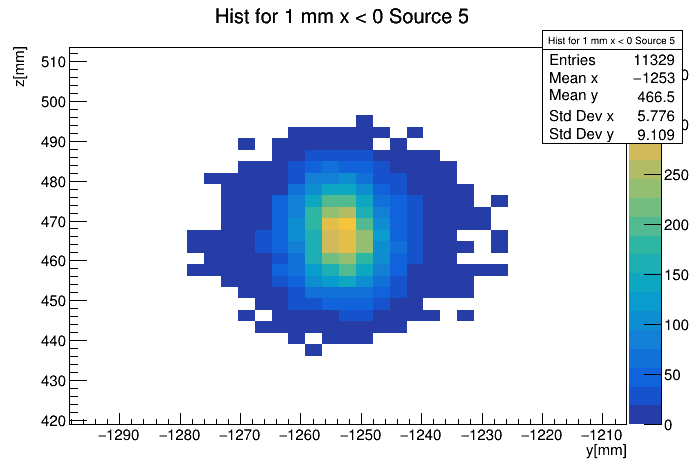 Hist for 1 mm x < 0 Source 5
z[mm]
Hist for 1 mm x < 0 Source 5
Entries 11329
Mean x −1253
Mean y 466.5
Std Dev x 5.776
Std Dev y 9.109
510
500
490
480
470
460
450
440
430
420
−1290 −1280 −1270 −1260 −1250 −1240 −1230 −1220 −1210
y[mm]
250
200
150
100
50
0